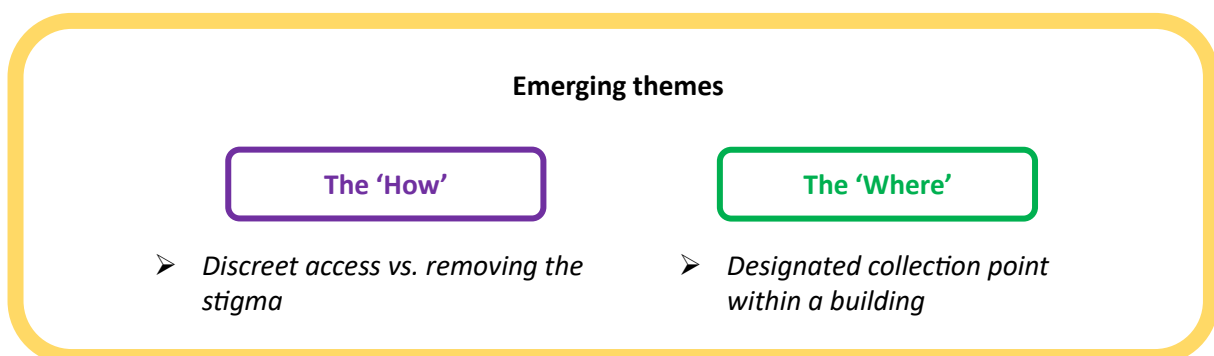 Emerging themes
The ‘How’
The ‘Where’
➢ Discreet access vs. removing the
stigma
➢ Designated collection point
within a building